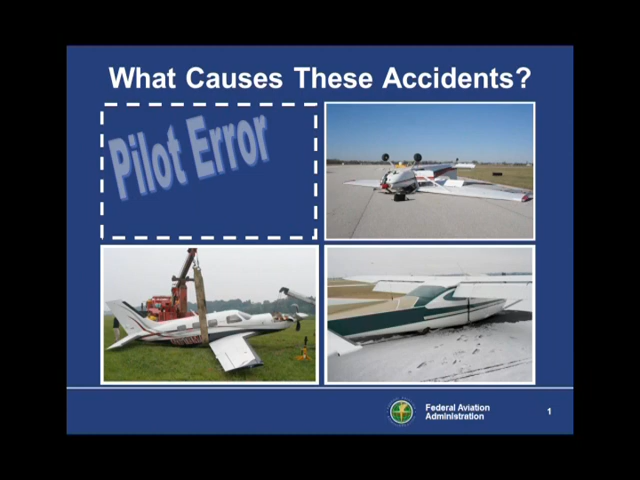 What Causes These Accidents?
Pilot Error
Federal Aviation
Administration
1